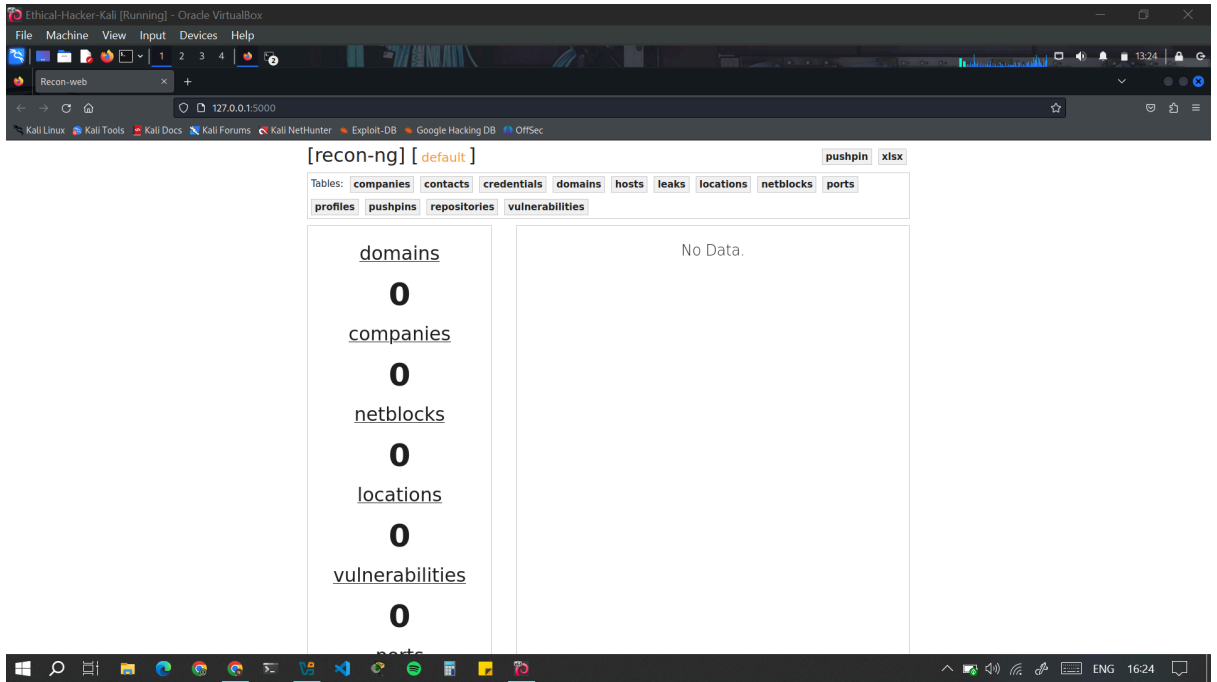 Ethical-Hacker-Kali [Running] - Oracle VirtualBox
File Machine View Input Devices Help
1 2 3 4 2 13:24
Recon-web
127.0.0.1:5000
Kali Linux Kali Tools Kali Docs Kali Forums Kali NetHunter Exploit-DB Google Hacking DB OffSec
[recon-ng] [ default ] pushpin xlsx
Tables: companies contacts credentials domains hosts leaks locations netblocks ports
profiles pushpins repositories vulnerabilities
domains
0
companies
0
netblocks
0
locations
0
vulnerabilities
0
No Data.
ENG 16:24